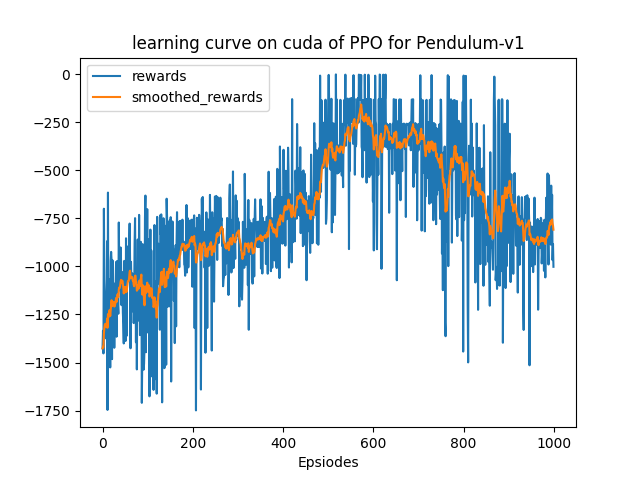 learning curve on cuda of PPO for Pendulum-v1
rewards
smoothed_rewards
0
−250
−500
−750
−1000
−1250
−1500
−1750
0 200 400 600 800 1000
Epsiodes